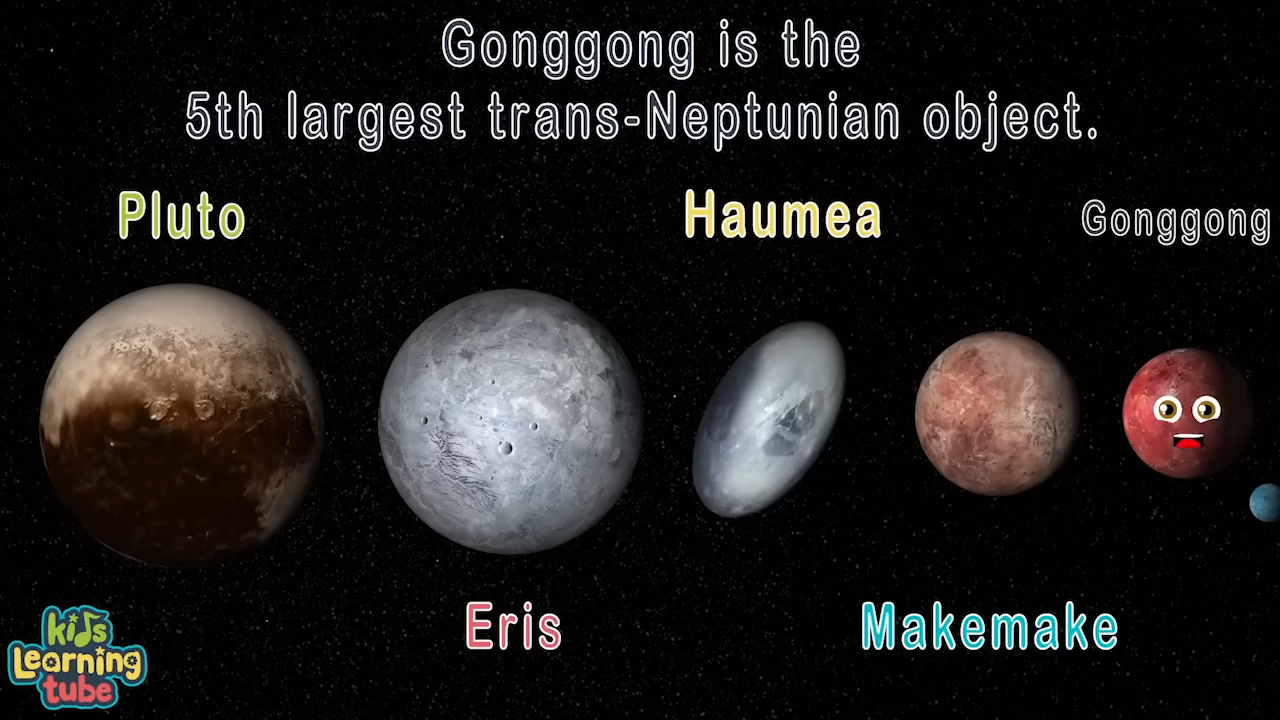 Gonggong is the
5th largest trans-Neptunian object.
Pluto
Haumea
Gonggong
Eris
Makemake
kids
Learning
tube